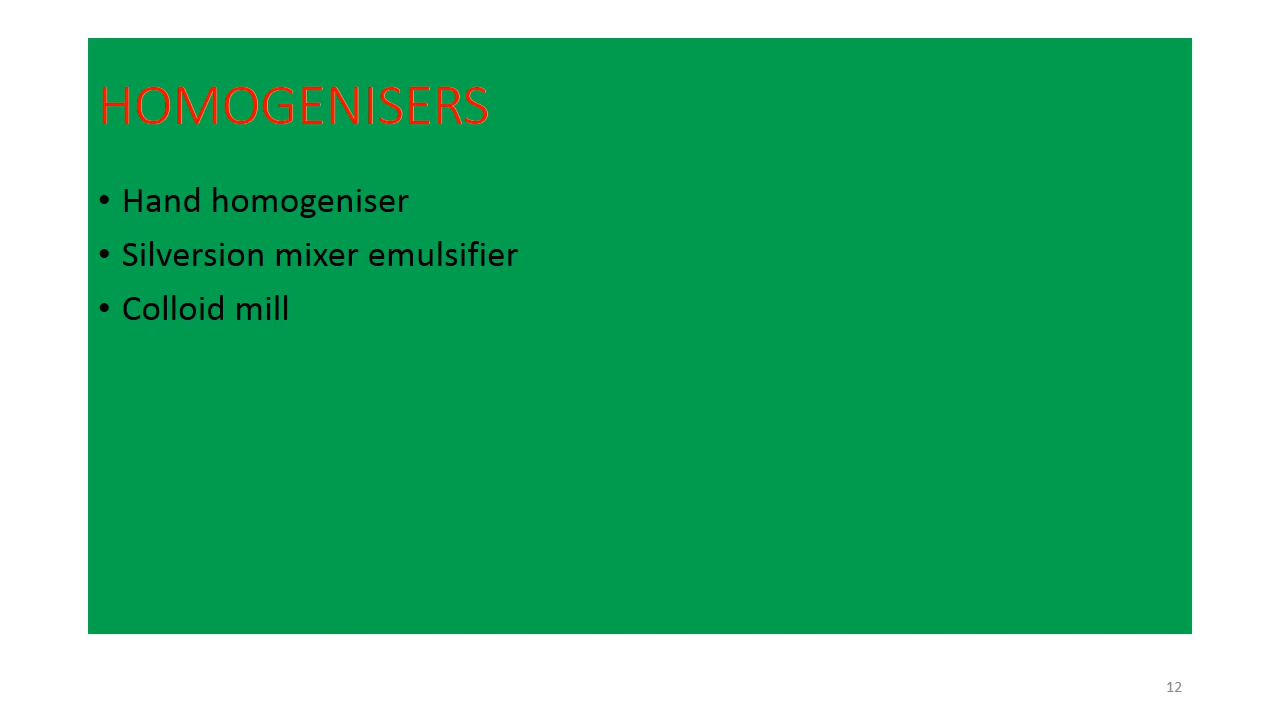 HOMOGENISERS
• Hand homogeniser
• Silversion mixer emulsifier
• Colloid mill
12